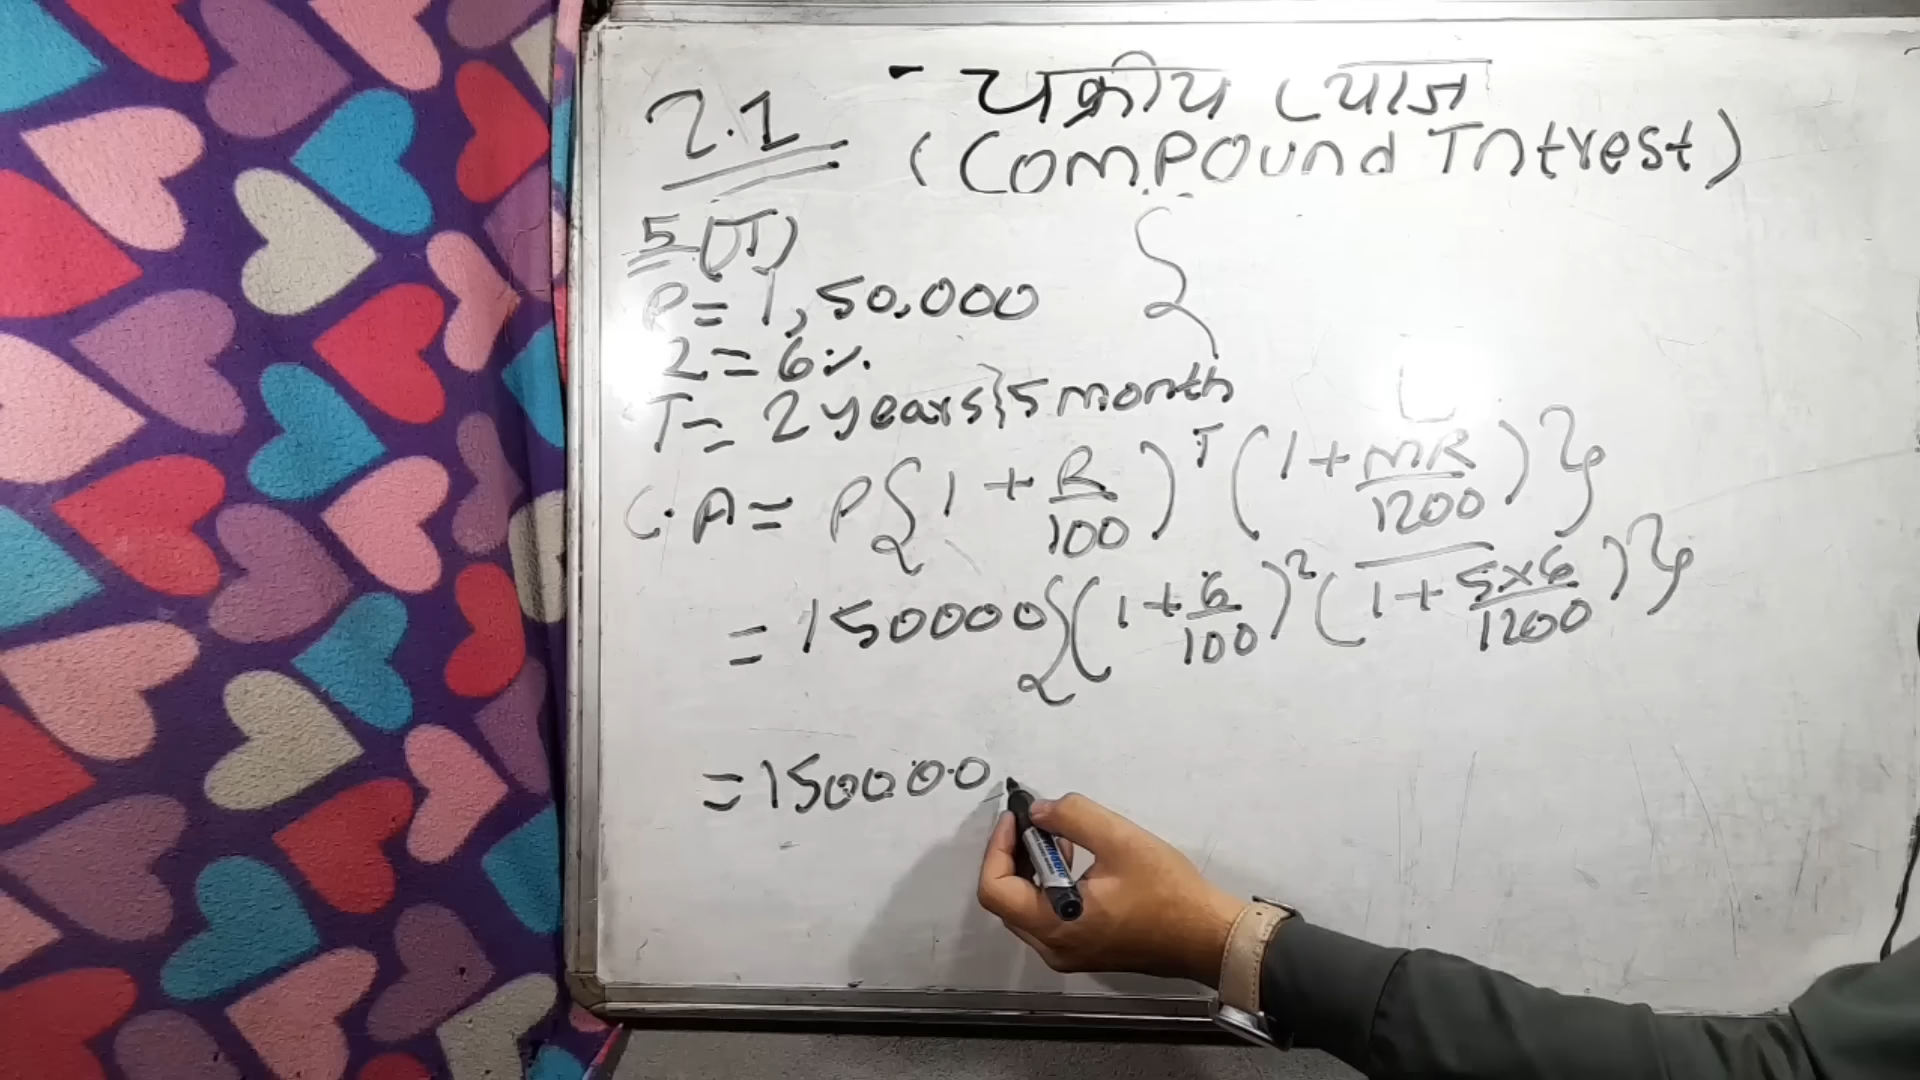 2.1 - चक्रीय ब्याज
(Compound Intrest)
5 (J)
P = 1,50,000
R = 6%
T = 2 years 5 month
C.A = P{1 + R/100)^T (1 + MR/1200)}
= 150000{(1 + 6/100)^2 (1 + 5×6/1200)}
= 150000